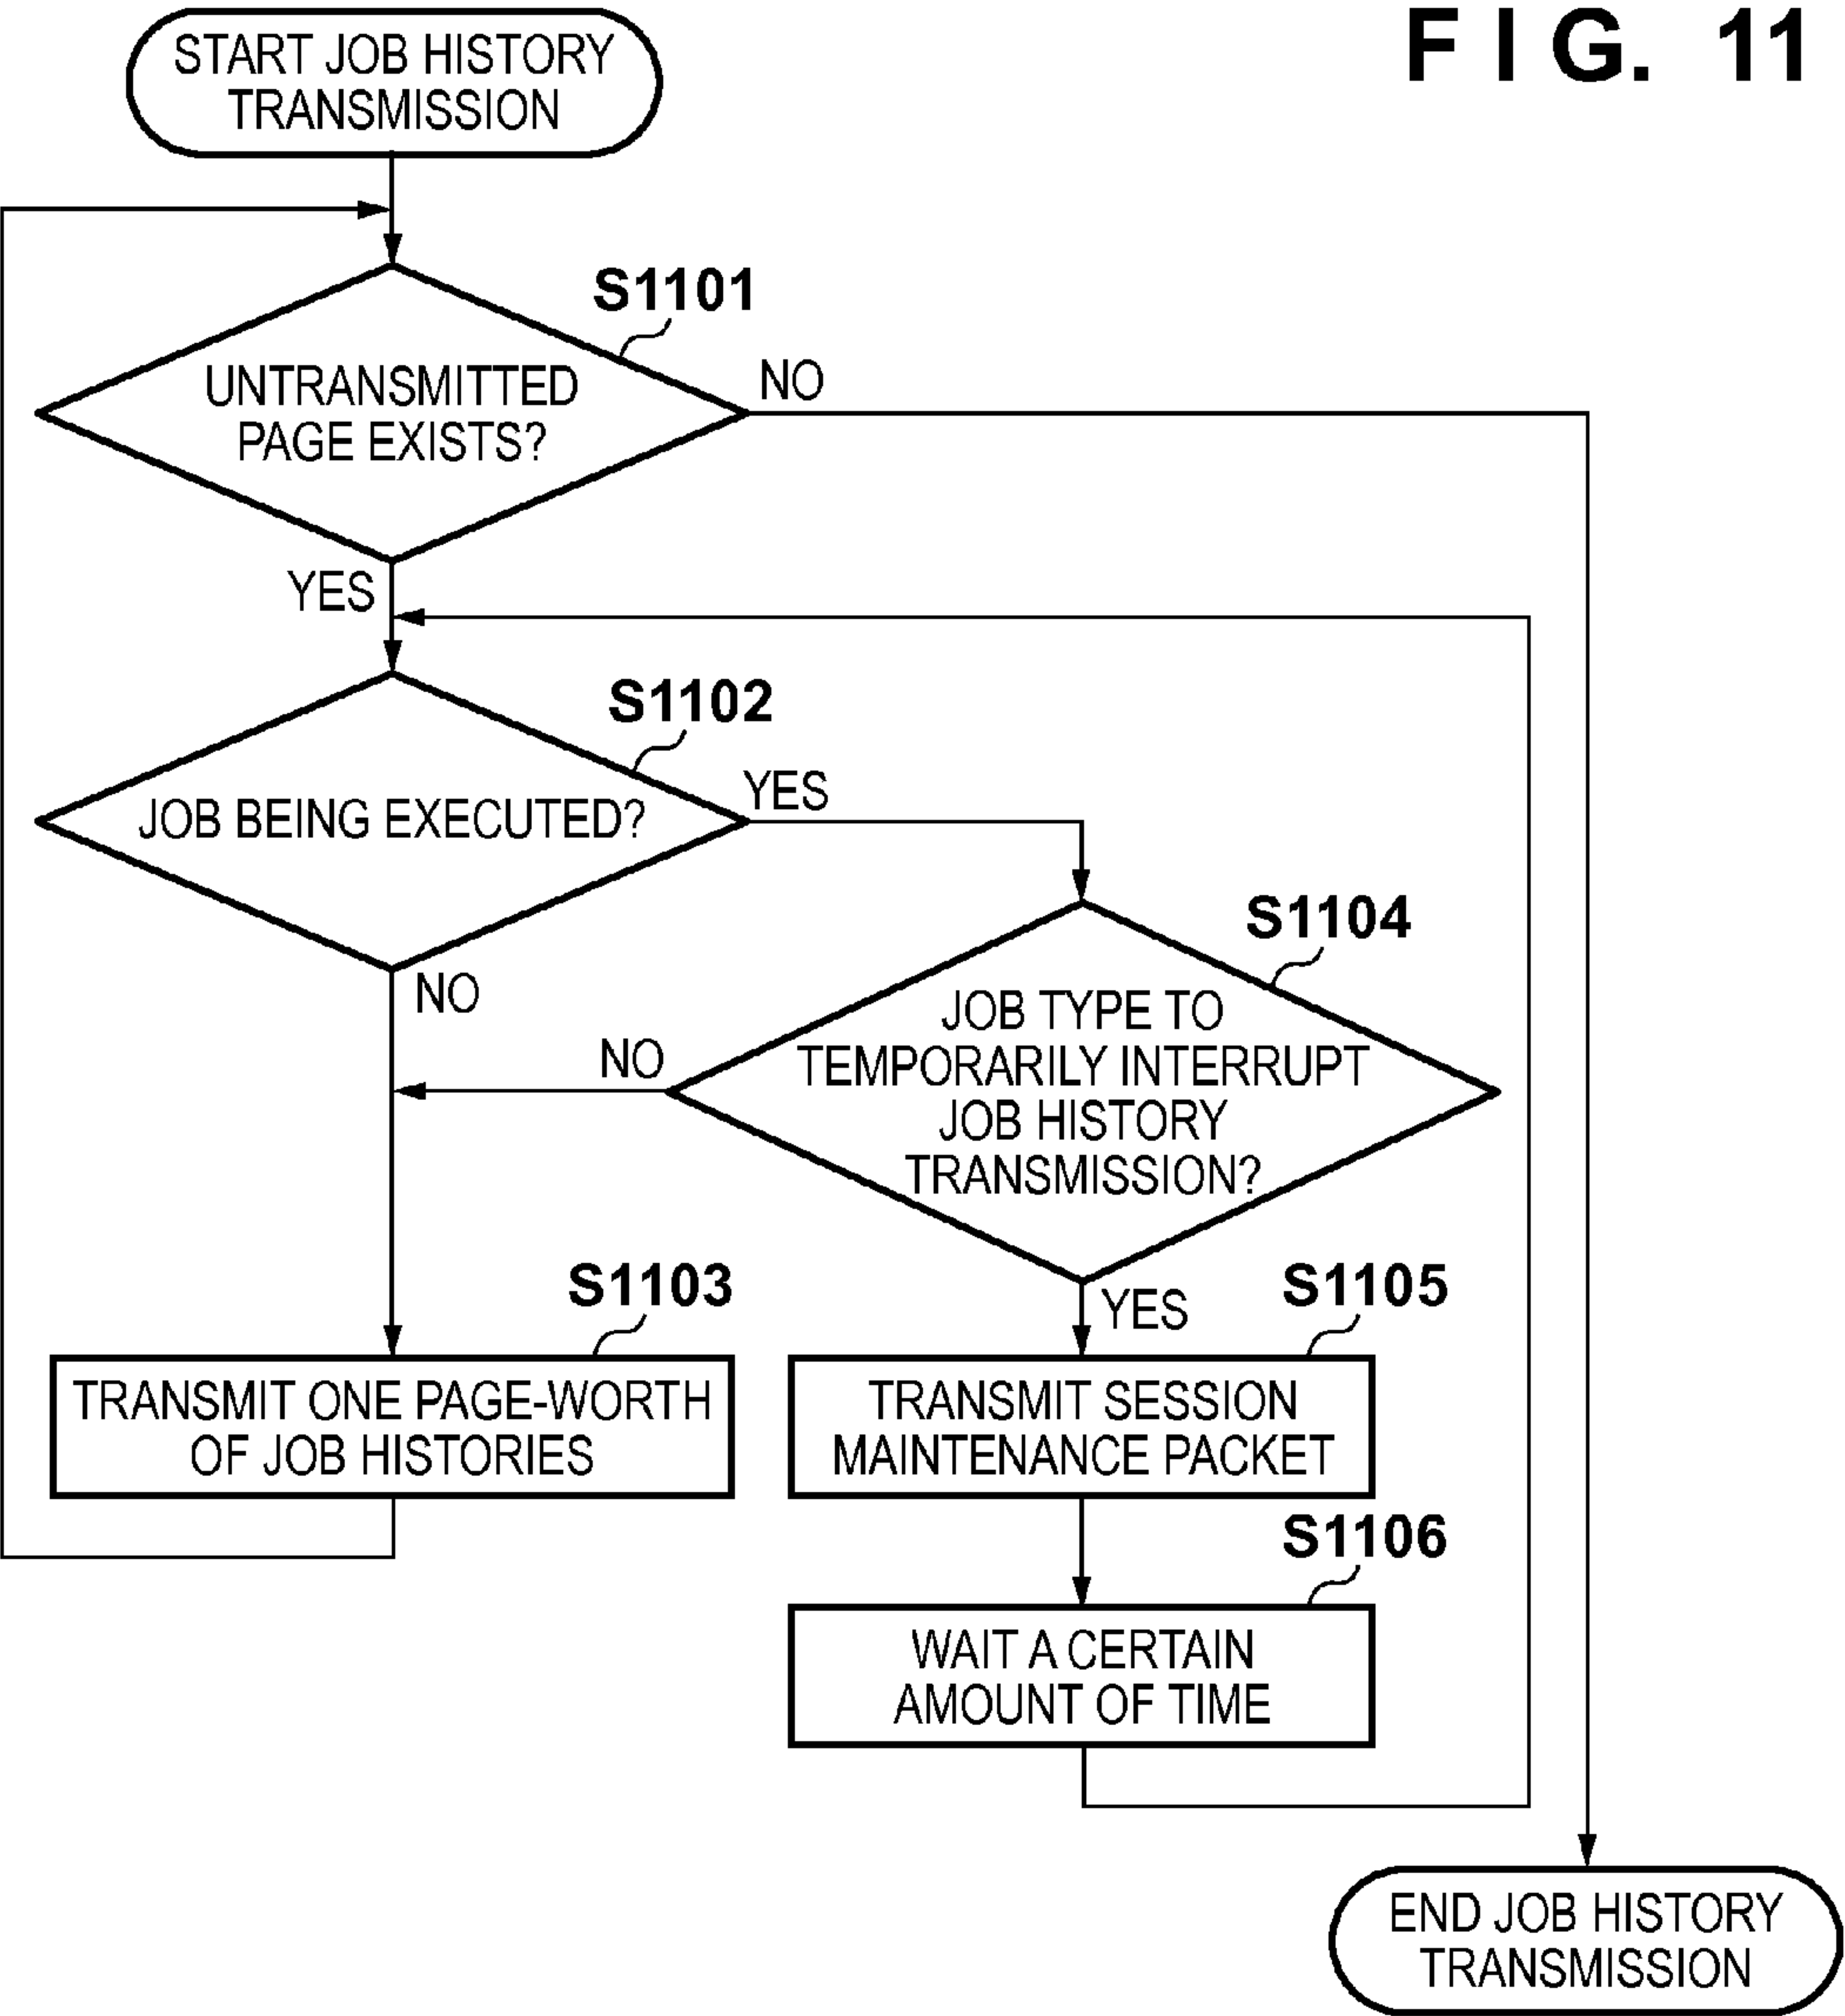 FIG. 11
START JOB HISTORY
TRANSMISSION
S1101
UNTRANSMITTED
PAGE EXISTS?
NO
YES
S1102
JOB BEING EXECUTED?
YES
NO
S1104
JOB TYPE TO
TEMPORARILY INTERRUPT
JOB HISTORY
TRANSMISSION?
NO
YES
S1103
TRANSMIT ONE PAGE-WORTH
OF JOB HISTORIES
S1105
TRANSMIT SESSION
MAINTENANCE PACKET
S1106
WAIT A CERTAIN
AMOUNT OF TIME
END JOB HISTORY
TRANSMISSION